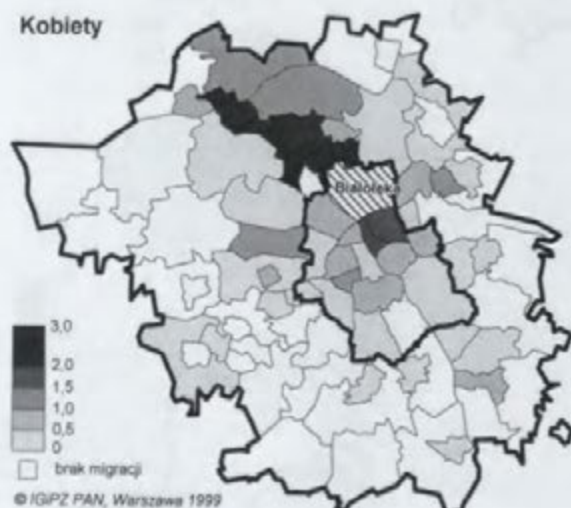 Kobiety
Białołęka
3,0
2,0
1,5
1,0
0,5
0
brak migracji
© IGiPZ PAN, Warszawa 1999